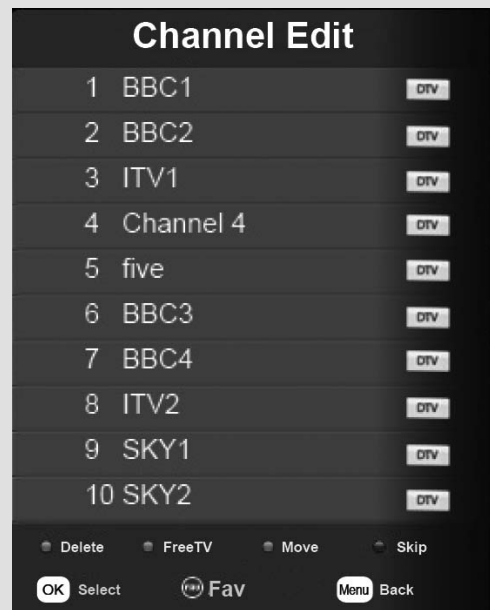 Channel Edit
1 BBC1 DTV
2 BBC2 DTV
3 ITV1 DTV
4 Channel 4 DTV
5 five DTV
6 BBC3 DTV
7 BBC4 DTV
8 ITV2 DTV
9 SKY1 DTV
10 SKY2 DTV
Delete FreeTV Move Skip
OK Select Fav Menu Back